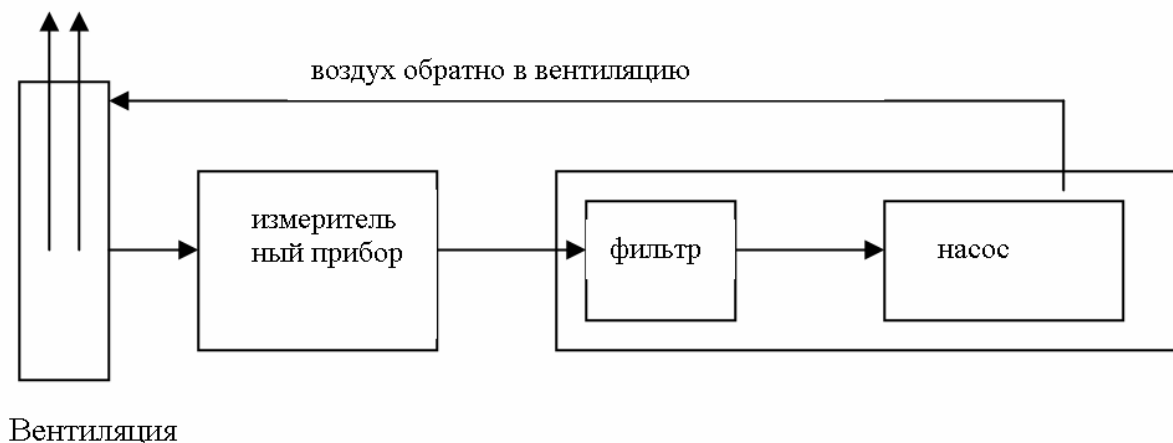 воздух обратно в вентиляцию
измеритель
ный прибор
фильтр
насос
Вентиляция